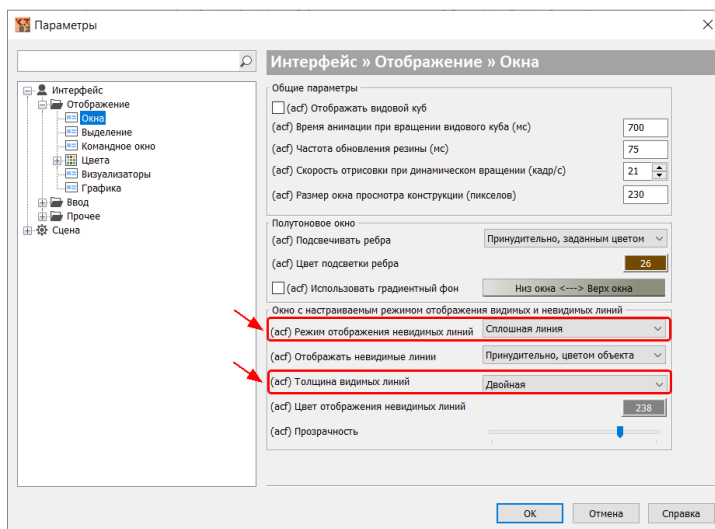 Параметры
Интерфейс » Отображение » Окна
Интерфейс
Отображение
Окна
Выделение
Командное окно
Цвета
Визуализаторы
Графика
Ввод
Прочее
Сцена
Общие параметры
(acf) Отображать видовой куб
(acf) Время анимации при вращении видового куба (мс) 700
(acf) Частота обновления резины (мс) 75
(acf) Скорость отрисовки при динамическом вращении (кадр/с) 21
(acf) Размер окна просмотра конструкции (пикселов) 230
Полутоновое окно
(acf) Подсвечивать ребра Принудительно, заданным цветом
(acf) Цвет подсветки ребра 26
(acf) Использовать градиентный фон Низ окна <---> Верх окна
Окно с настраиваемым режимом отображения видимых и невидимых линий
(acf) Режим отображения невидимых линий Сплошная линия
(acf) Отображать невидимые линии Принудительно, цветом объекта
(acf) Толщина видимых линий Двойная
(acf) Цвет отображения невидимых линий 238
(acf) Прозрачность
ОК Отмена Справка